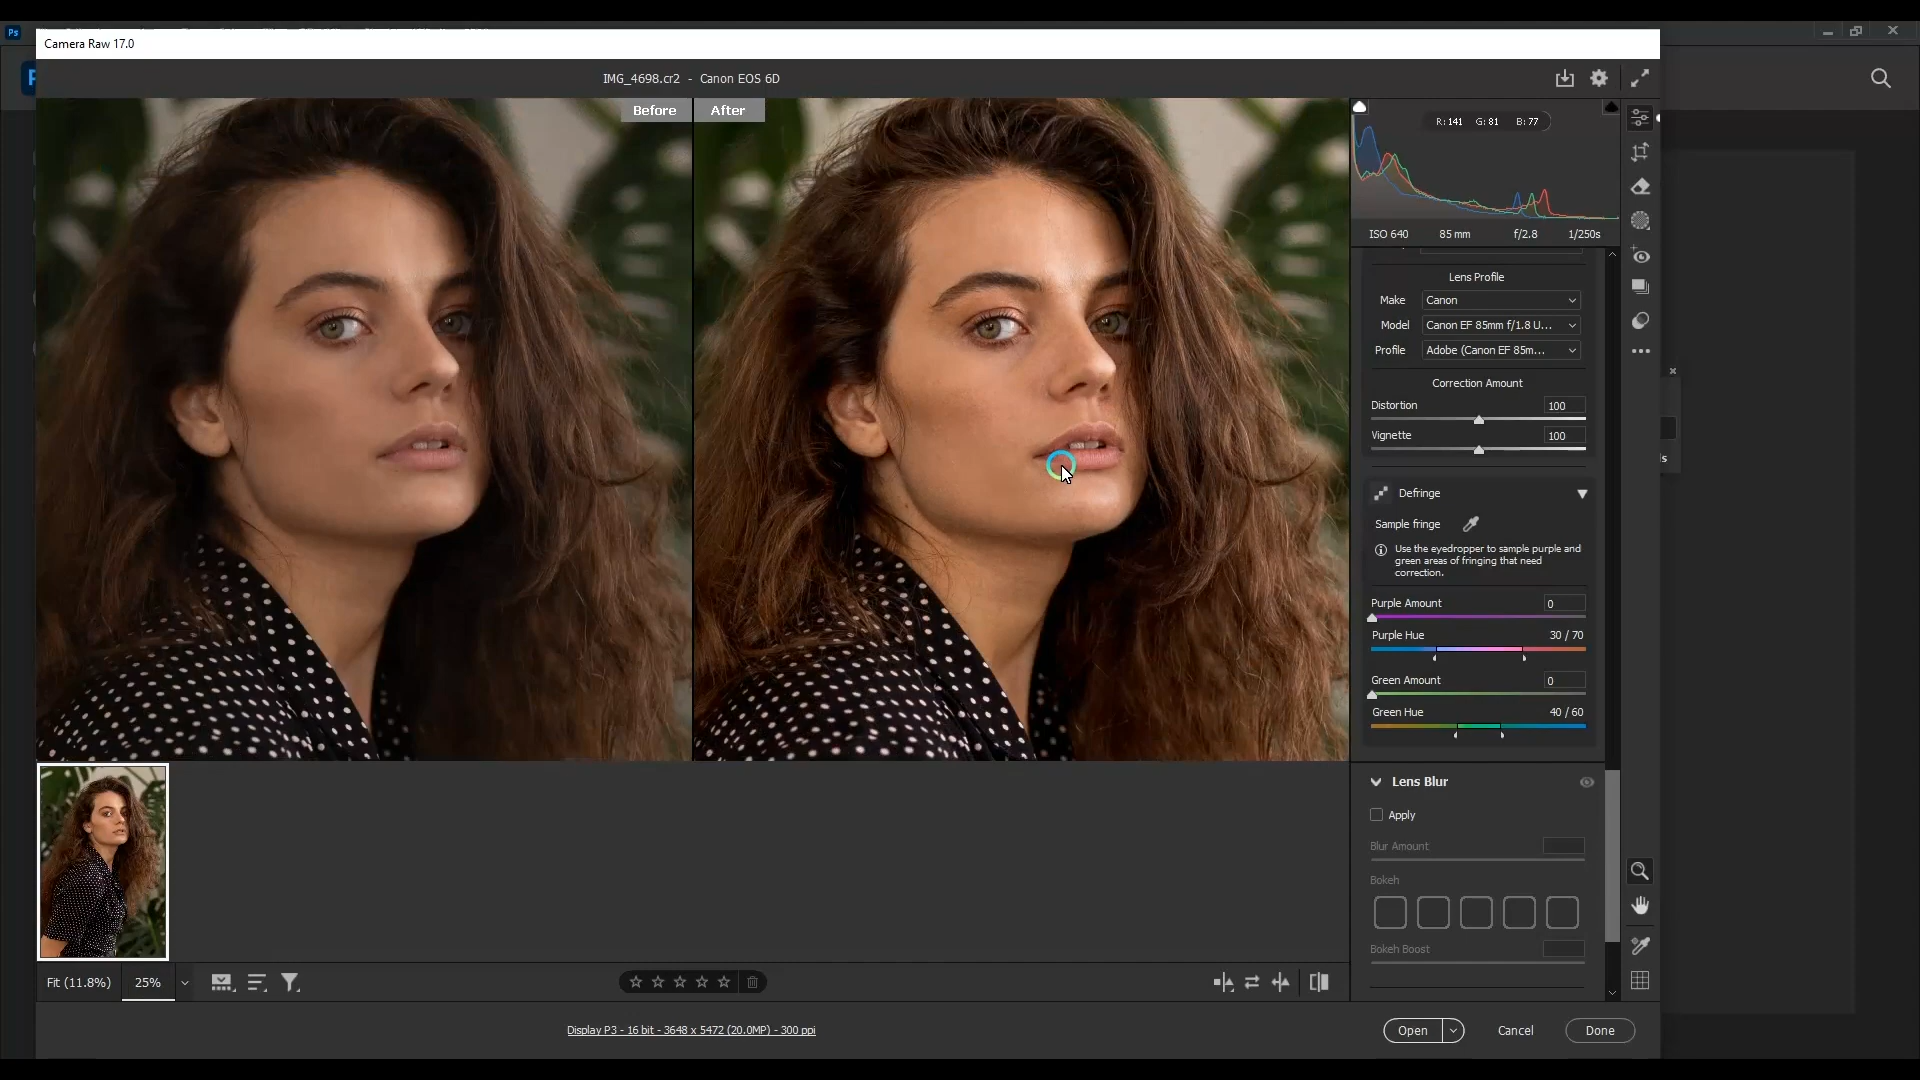 Ps
Camera Raw 17.0
IMG_4698.cr2 - Canon EOS 6D
Before
After
R: 141 G: 81 B: 77
ISO 640 85 mm f/2.8 1/250s
Lens Profile
Make Canon
Model Canon EF 85mm f/1.8 U...
Profile Adobe (Canon EF 85m...
Correction Amount
Distortion 100
Vignette 100
Defringe
Sample fringe
Use the eyedropper to sample purple and
green areas of fringing that need
correction.
Purple Amount 0
Purple Hue 30 / 70
Green Amount 0
Green Hue 40 / 60
Lens Blur
Apply
Blur Amount
Bokeh
Bokeh Boost
Fit (11.8%) 25%
Display P3 - 16 bit - 3648 x 5472 (20.0MP) - 300 ppi
Open
Cancel
Done